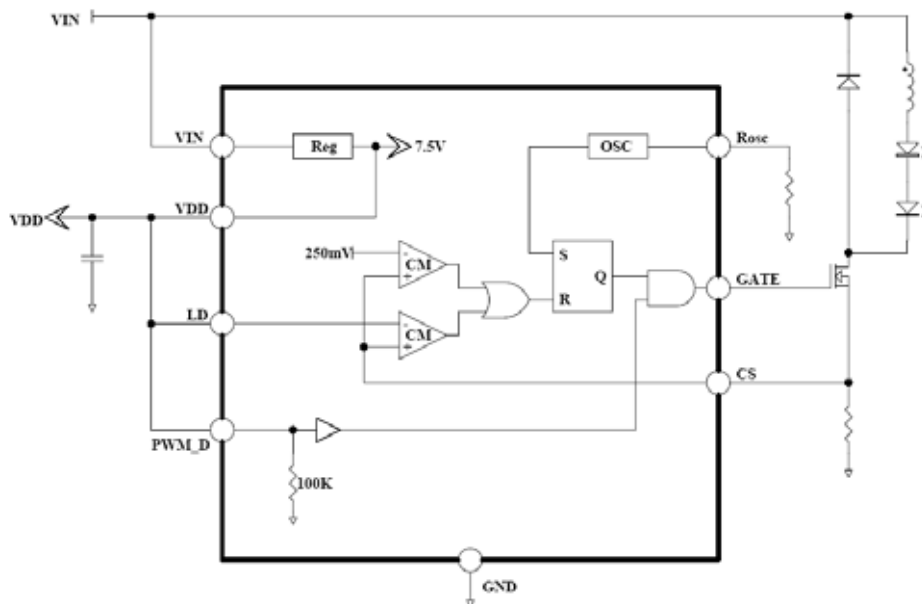 VIN
VIN
Reg
7.5V
OSC
Rosc
VDD
VDD
250mV
- CM +
S
Q
R
GATE
LD
- CM +
CS
PWM_D
100K
GND